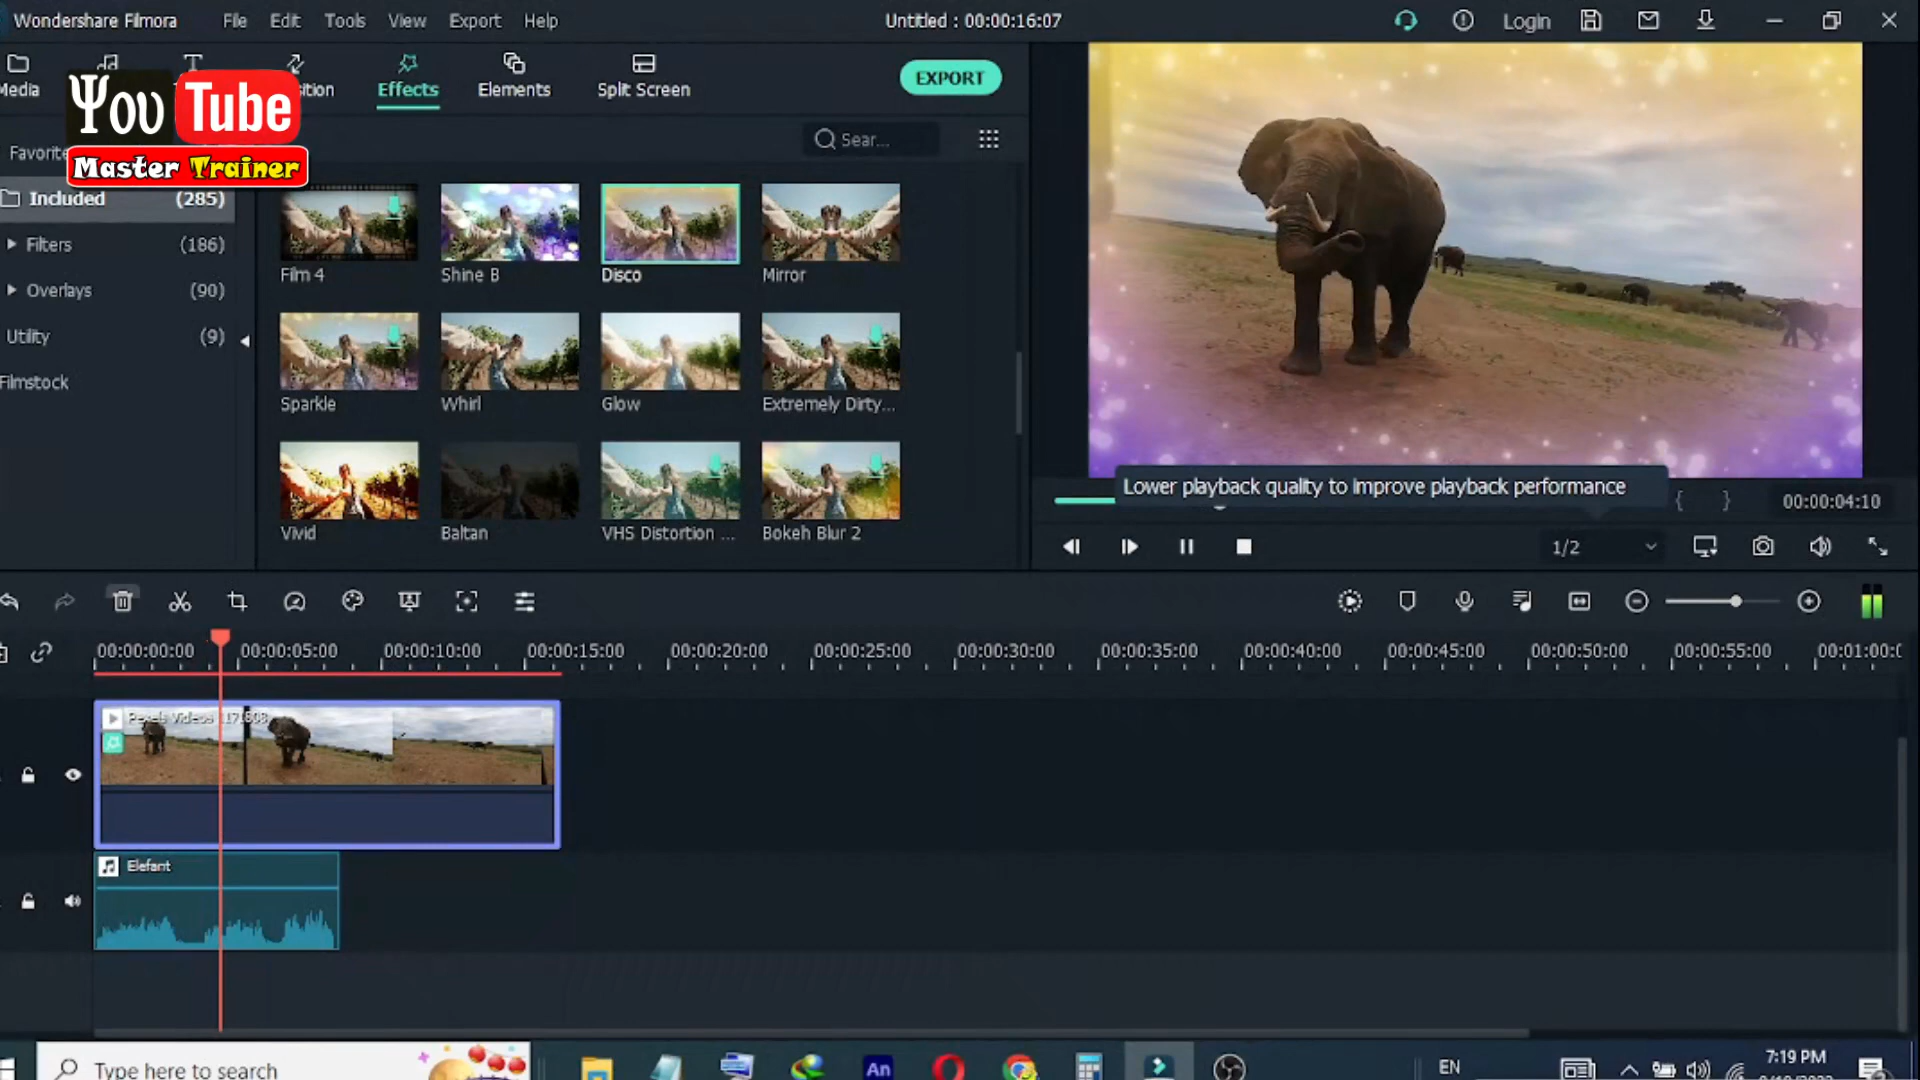 Wondershare Filmora
File
Edit
Tools
View
Export
Help
Untitled : 00:00:16:07
Login
Media
Effects
Elements
Split Screen
EXPORT
You Tube
Master Trainer
Sear...
Included (285)
Filters (186)
Overlays (90)
Utility (9)
Filmstock
Film 4
Shine B
Disco
Mirror
Sparkle
Whirl
Glow
Extremely Dirty...
Vivid
Baltan
VHS Distortion ...
Bokeh Blur 2
Lower playback quality to improve playback performance
{ }
00:00:04:10
1/2
00:00:00:00
00:00:05:00
00:00:10:00
00:00:15:00
00:00:20:00
00:00:25:00
00:00:30:00
00:00:35:00
00:00:40:00
00:00:45:00
00:00:50:00
00:00:55:00
00:01:00:0
Pexels Videos
Elefant
Type here to search
An
EN
7:19 PM